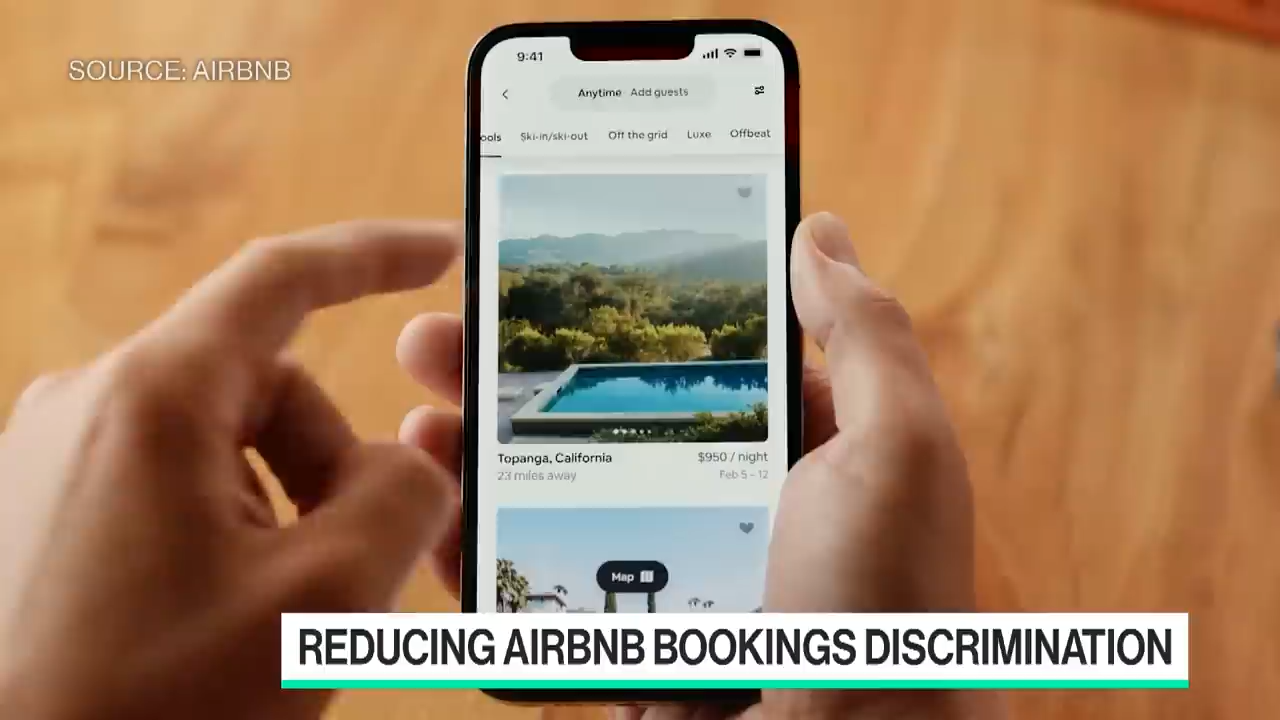 SOURCE: AIRBNB
9:41
Anytime Add guests
ools Ski-in/ski-out Off the grid Luxe Offbeat
Topanga, California $950 / night
23 miles away Feb 5 – 12
Map
REDUCING AIRBNB BOOKINGS DISCRIMINATION